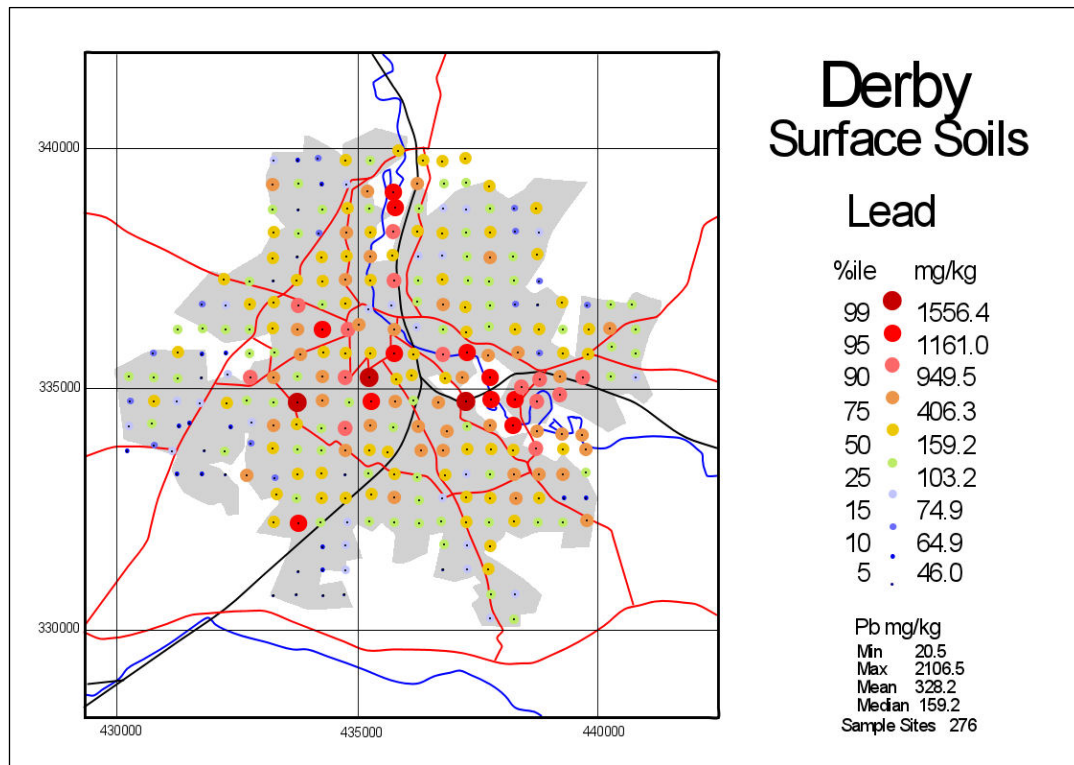 Derby
Surface Soils
Lead
%ile mg/kg
99 1556.4
95 1161.0
90 949.5
75 406.3
50 159.2
25 103.2
15 74.9
10 64.9
5 46.0
Pb mg/kg
Min 20.5
Max 2106.5
Mean 328.2
Median 159.2
Sample Sites 276
340000
335000
330000
430000 435000 440000